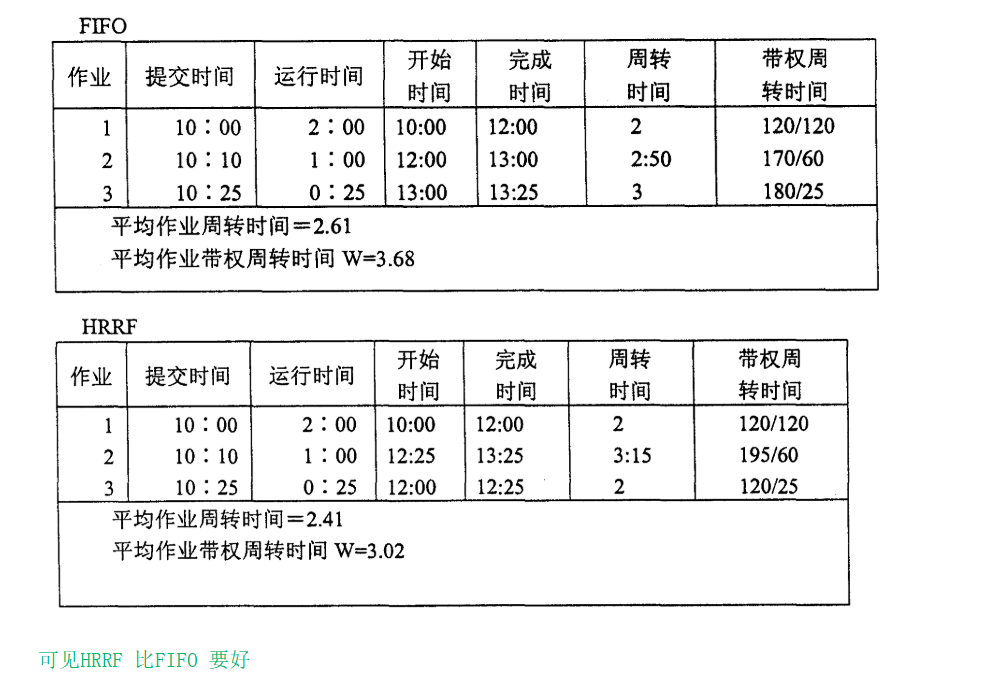 FIFO
作业 提交时间 运行时间 开始时间 完成时间 周转时间 带权周转时间
1 10：00 2：00 10:00 12:00 2 120/120
2 10：10 1：00 12:00 13:00 2:50 170/60
3 10：25 0：25 13:00 13:25 3 180/25
平均作业周转时间＝2.61
平均作业带权周转时间 W=3.68
HRRF
作业 提交时间 运行时间 开始时间 完成时间 周转时间 带权周转时间
1 10：00 2：00 10:00 12:00 2 120/120
2 10：10 1：00 12:25 13:25 3:15 195/60
3 10：25 0：25 12:00 12:25 2 120/25
平均作业周转时间＝2.41
平均作业带权周转时间 W=3.02
可见HRRF 比FIFO 要好